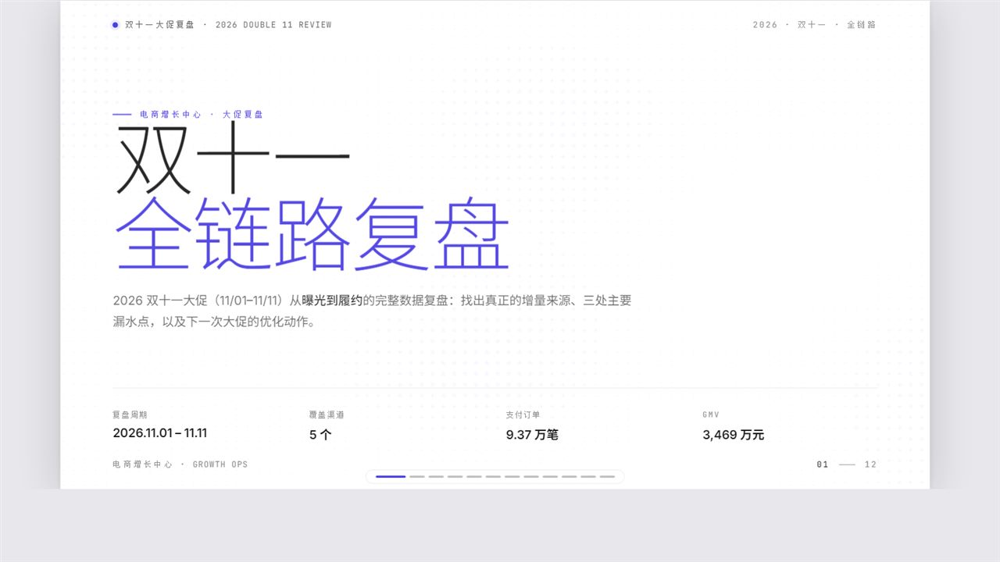 双十一大促复盘 · 2026 DOUBLE 11 REVIEW
2026 · 双十一 · 全链路
电商增长中心 · 大促复盘
双十一
全链路复盘
2026 双十一大促（11/01–11/11）从曝光到履约的完整数据复盘：找出真正的增量来源、三处主要
漏水点，以及下一次大促的优化动作。
复盘周期
2026.11.01 – 11.11
覆盖渠道
5 个
支付订单
9.37 万笔
GMV
3,469 万元
电商增长中心 · GROWTH OPS
01 — 12